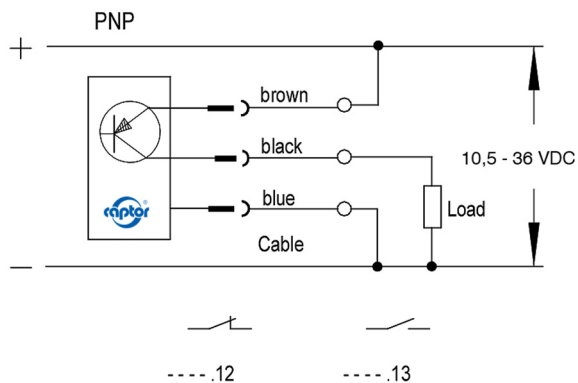 PNP
+
brown
black
10,5 - 36 VDC
captor
blue
Load
Cable
–
- - - - .12
- - - - .13